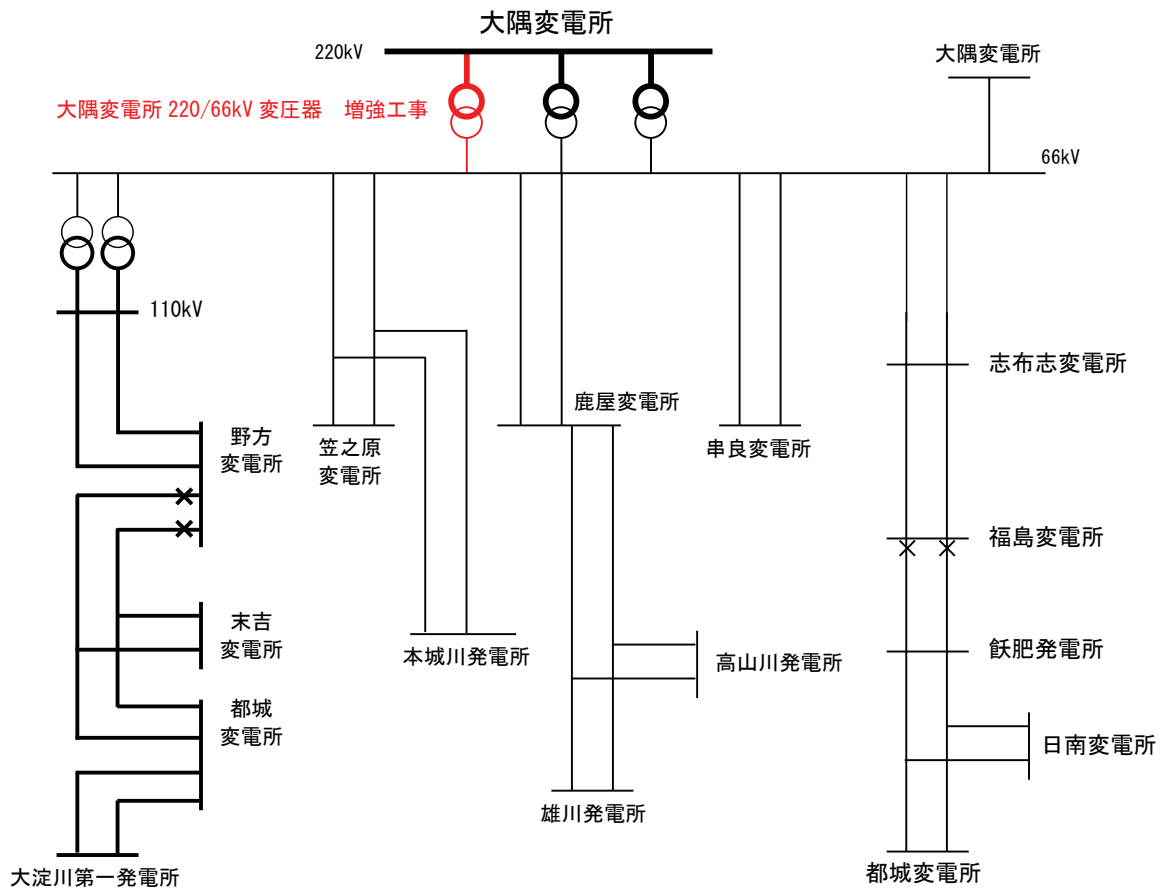 大隅変電所
220kV
大隅変電所
大隅変電所 220/66kV 変圧器 増強工事
66kV
110kV
志布志変電所
鹿屋変電所
野方
変電所
笠之原
変電所
串良変電所
福島変電所
末吉
変電所
本城川発電所
高山川発電所
飫肥発電所
都城
変電所
日南変電所
雄川発電所
大淀川第一発電所
都城変電所